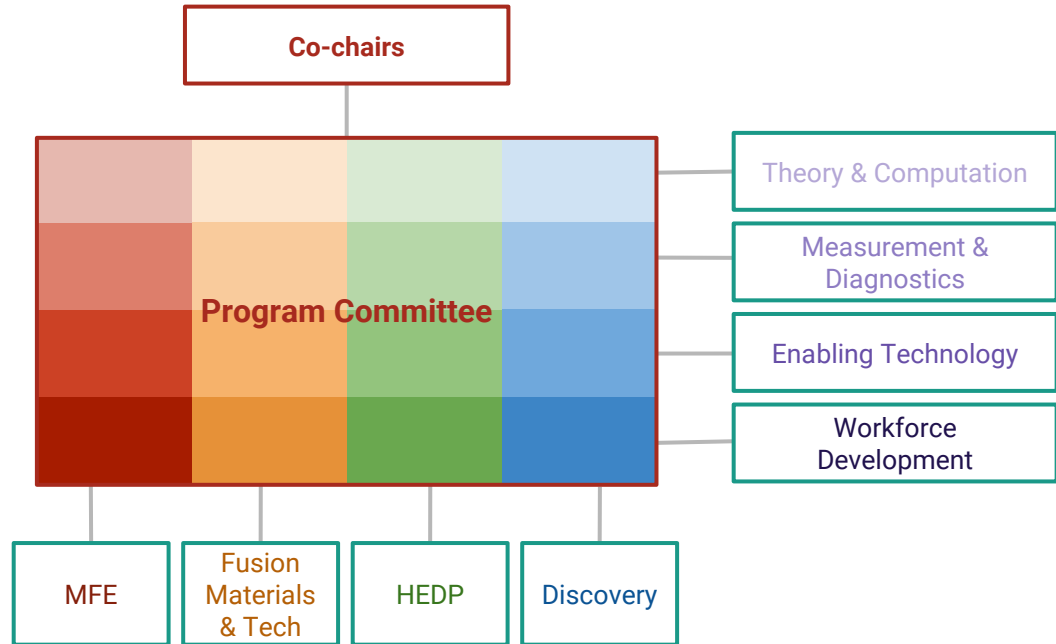 Co-chairs
Program Committee
Theory & Computation
Measurement &
Diagnostics
Enabling Technology
Workforce
Development
MFE
Fusion
Materials
& Tech
HEDP
Discovery